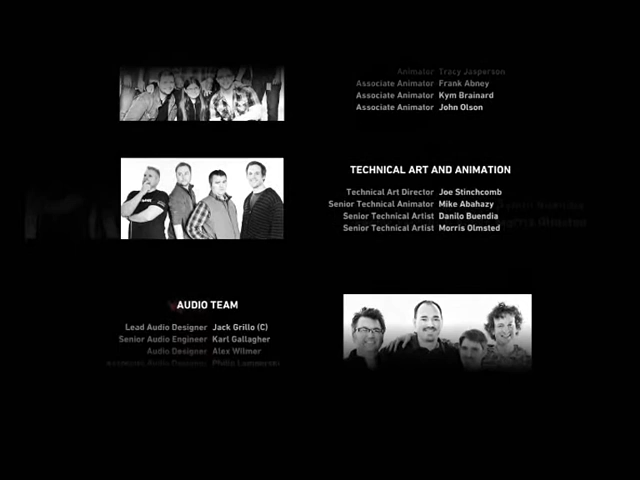 Animator Tracy Jasperson
Associate Animator Frank Abney
Associate Animator Kym Brainard
Associate Animator John Olson
TECHNICAL ART AND ANIMATION
Technical Art Director Joe Stinchcomb
Senior Technical Animator Mike Abahazy
Senior Technical Artist Danilo Buendia
Senior Technical Artist Morris Olmsted
AUDIO TEAM
Lead Audio Designer Jack Grillo (C)
Senior Audio Engineer Karl Gallagher
Audio Designer Alex Wilmer
Audio Designer